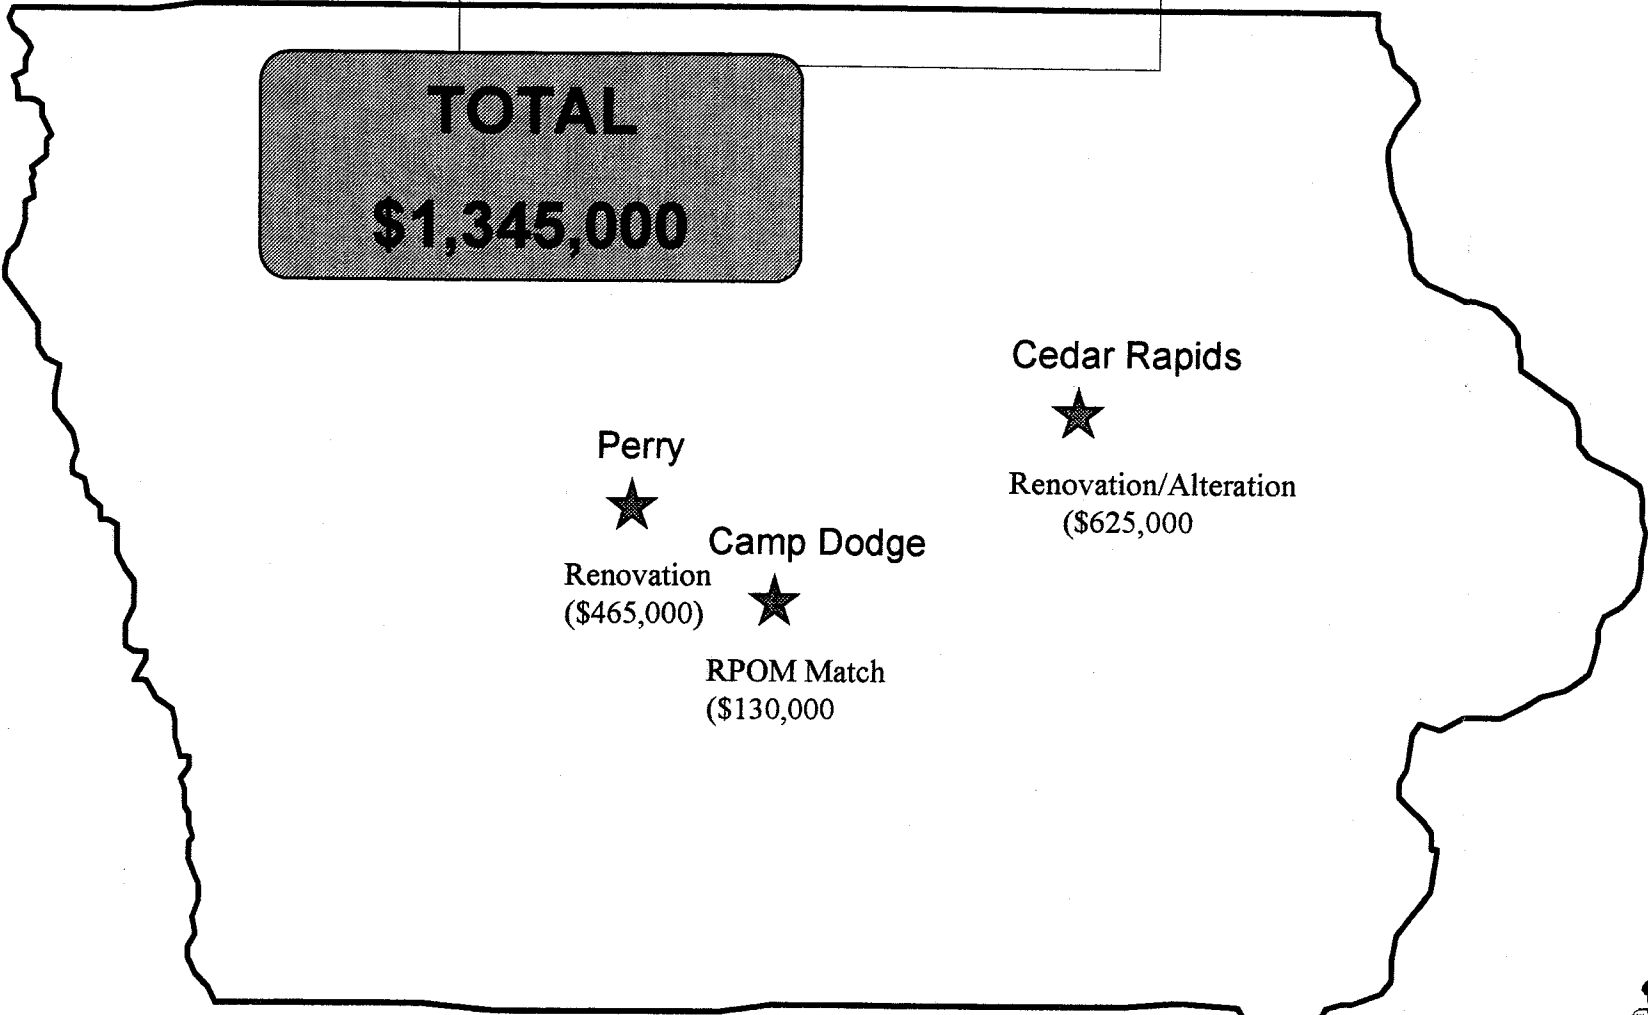 TOTAL
$1,345,000
Cedar Rapids
Renovation/Alteration
($625,000
Perry
Renovation
($465,000)
Camp Dodge
RPOM Match
($130,000